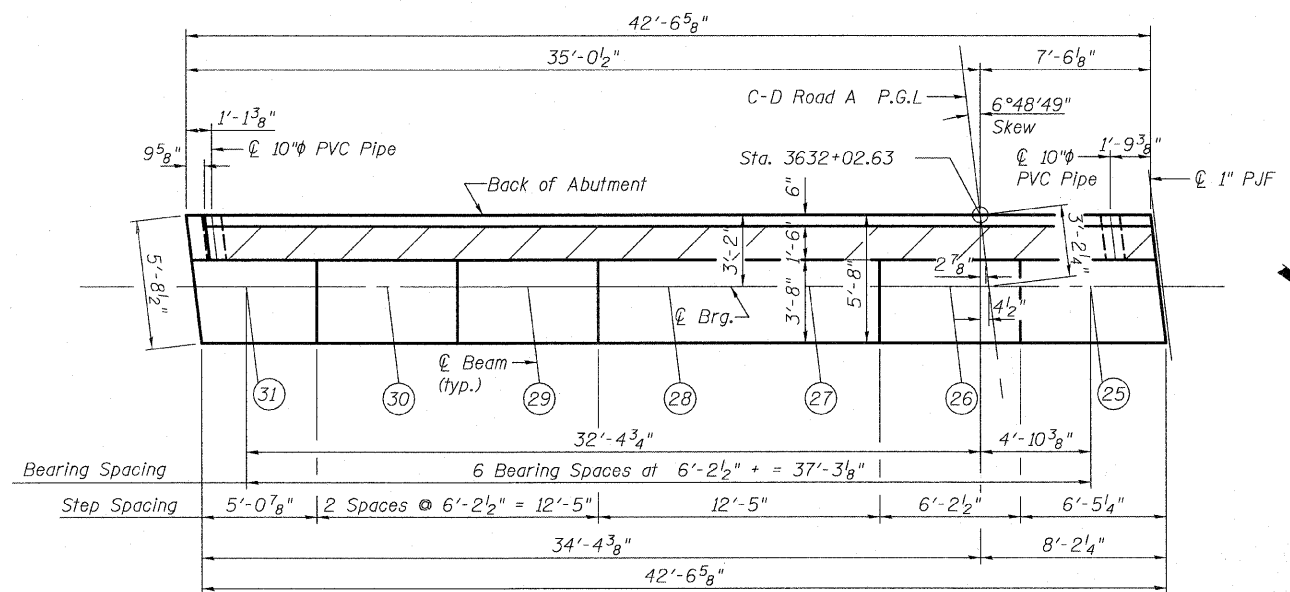 42'-6 5/8"
35'-0 1/2"
7'-6 1/8"
C-D Road A P.G.L
6°48'49"
Skew
1'-1 3/8"
9 5/8"
℄ 10"φ PVC Pipe
Sta. 3632+02.63
℄ 10"φ
PVC Pipe
1'-9 3/8"
℄ 1" PJF
Back of Abutment
6"
3'-2"
1'-6"
3'-2 1/4"
5'-8 1/2"
2 7/8"
3'-8"
5'-8"
4 1/2"
℄ Brg.
℄ Beam
(typ.)
31
30
29
28
27
26
25
32'-4 3/4"
4'-10 3/8"
Bearing Spacing
6 Bearing Spaces at 6'-2 1/2" + = 37'-3 1/8"
Step Spacing
5'-0 7/8"
2 Spaces @ 6'-2 1/2" = 12'-5"
12'-5"
6'-2 1/2"
6'-5 1/4"
34'-4 3/8"
8'-2 1/4"
42'-6 5/8"